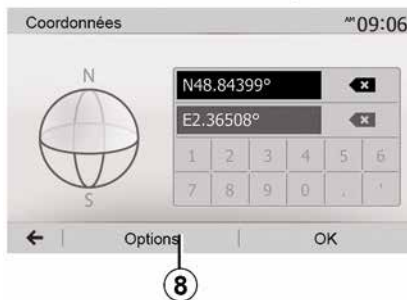 Coordonnées AM 09:06
N
S
N48.84399°
E2.36508°
1 2 3 4 5 6
7 8 9 0 . '
Options OK
8